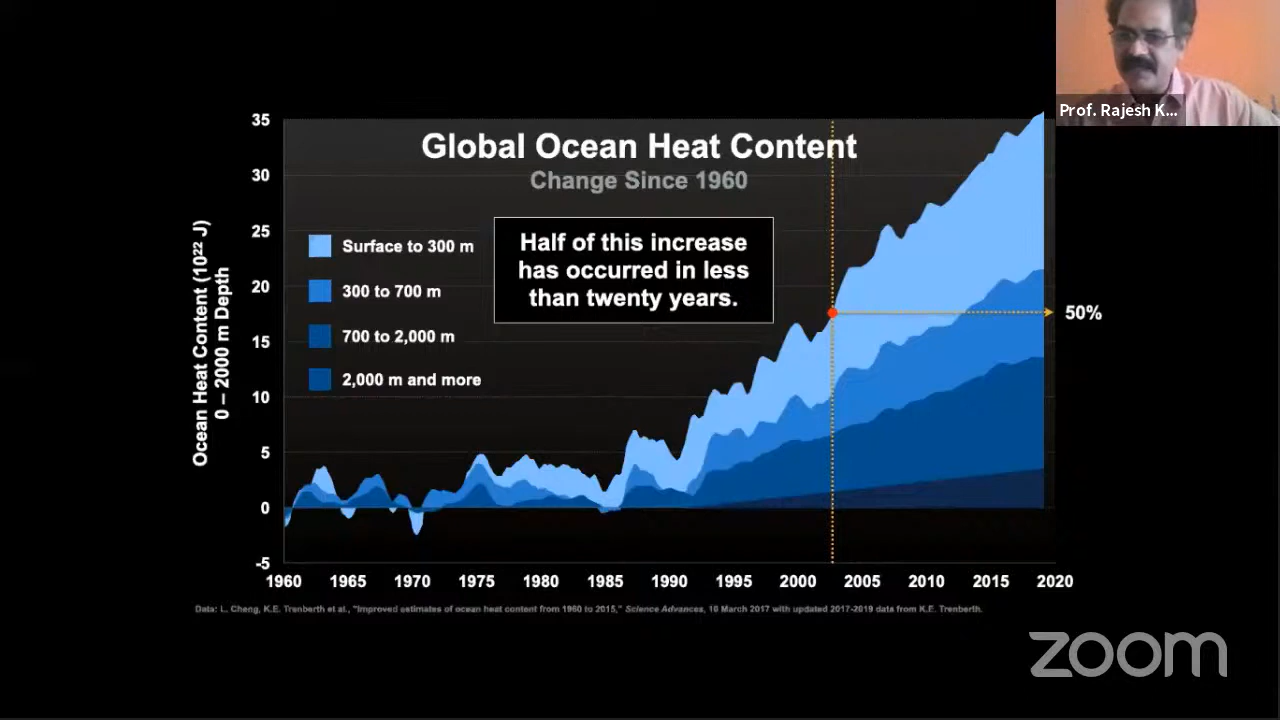 Prof. Rajesh K...
Global Ocean Heat Content
Change Since 1960
Half of this increase
has occurred in less
than twenty years.
Surface to 300 m
300 to 700 m
700 to 2,000 m
2,000 m and more
Ocean Heat Content (10²² J)
0 – 2000 m Depth
35
30
25
20
15
10
5
0
-5
50%
1960 1965 1970 1975 1980 1985 1990 1995 2000 2005 2010 2015 2020
Data: L. Cheng, K.E. Trenberth et al., "Improved estimates of ocean heat content from 1960 to 2015," Science Advances, 10 March 2017 with updated 2017-2019 data from K.E. Trenberth.
zoom